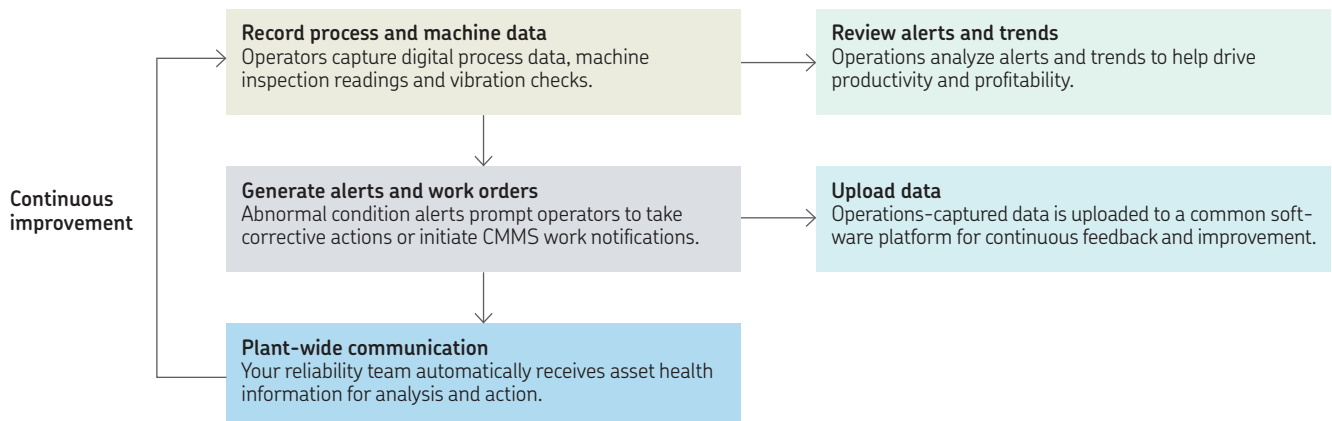 Record process and machine data
Operators capture digital process data, machine
inspection readings and vibration checks.
Review alerts and trends
Operations analyze alerts and trends to help drive
productivity and profitability.
Continuous
improvement
Generate alerts and work orders
Abnormal condition alerts prompt operators to take
corrective actions or initiate CMMS work notifications.
Upload data
Operations-captured data is uploaded to a common soft-
ware platform for continuous feedback and improvement.
Plant-wide communication
Your reliability team automatically receives asset health
information for analysis and action.